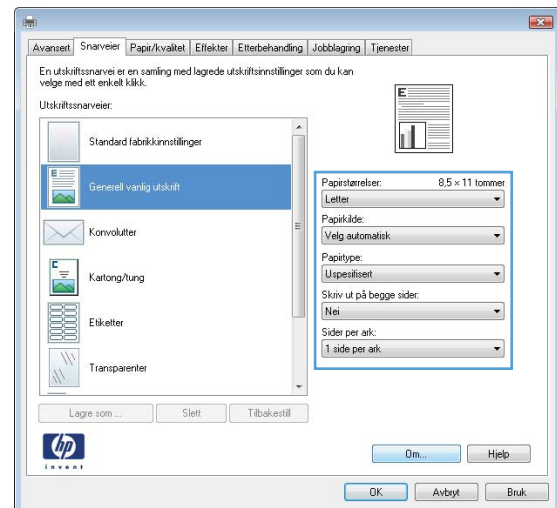 Avansert Snarveier Papir/kvalitet Effekter Etterbehandling Jobblagring Tjenester
En utskriftssnarvei er en samling med lagrede utskriftsinnstillinger som du kan
velge med ett enkelt klikk.
Utskriftssnarveier:
Standard fabrikkinnstillinger
Generell vanlig utskrift
Konvolutter
Kartong/tung
Etiketter
Transparenter
E
Papirstørrelser: 8,5 × 11 tommer
Letter
Papirkilde:
Velg automatisk
Papirtype:
Uspesifisert
Skriv ut på begge sider:
Nei
Sider per ark:
1 side per ark
Lagre som ... Slett Tilbakestill
hp
invent
Om... Hjelp
OK Avbryt Bruk